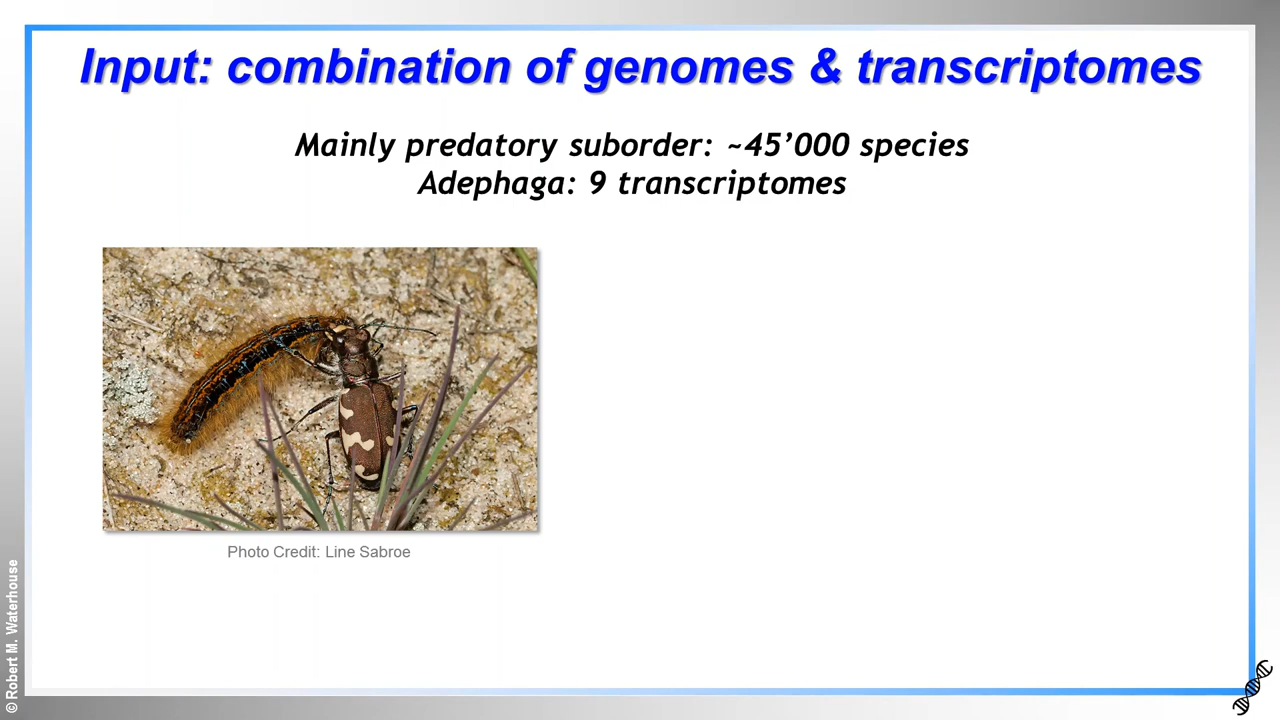 Input: combination of genomes & transcriptomes
Mainly predatory suborder: ~45’000 species
Adephaga: 9 transcriptomes
Photo Credit: Line Sabroe
© Robert M. Waterhouse